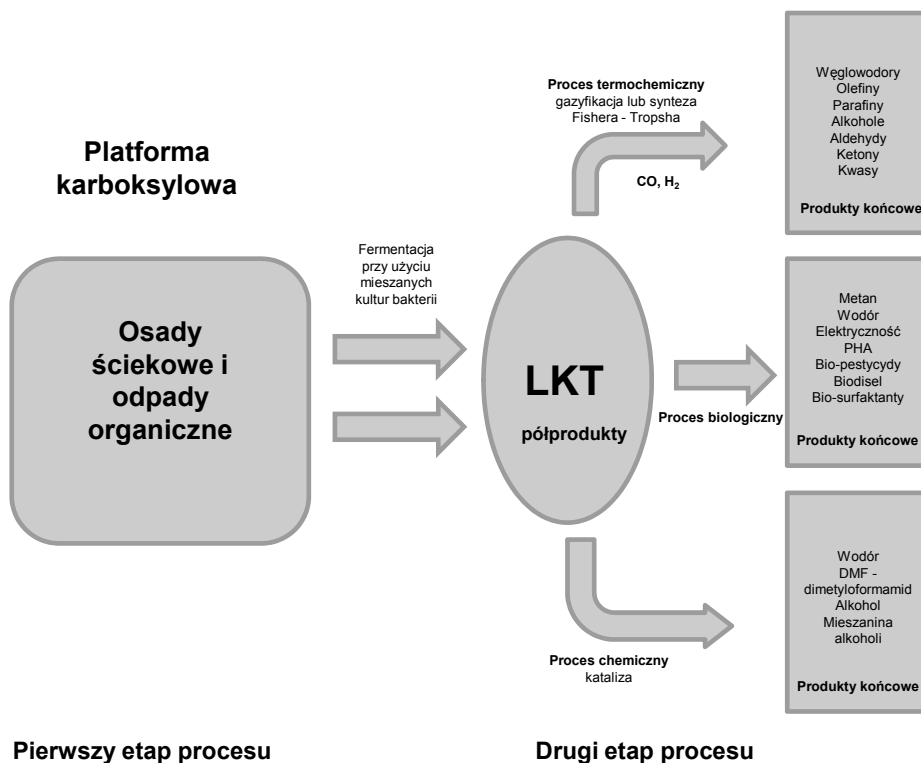 Platforma
karboksylowa
Osady
ściekowe i
odpady
organiczne
Fermentacja
przy użyciu
mieszanych
kultur bakterii
LKT
półprodukty
Proces termochemiczny
gazyfikacja lub synteza
Fishera - Tropsha
CO, H₂
Węglowodory
Olefiny
Parafiny
Alkohole
Aldehydy
Ketony
Kwasy
Produkty końcowe
Proces biologiczny
Metan
Wodór
Elektryczność
PHA
Bio-pestycydy
Biodisel
Bio-surfaktanty
Produkty końcowe
Proces chemiczny
kataliza
Wodór
DMF -
dimetyloformamid
Alkohol
Mieszanina
alkoholi
Produkty końcowe
Pierwszy etap procesu
Drugi etap procesu